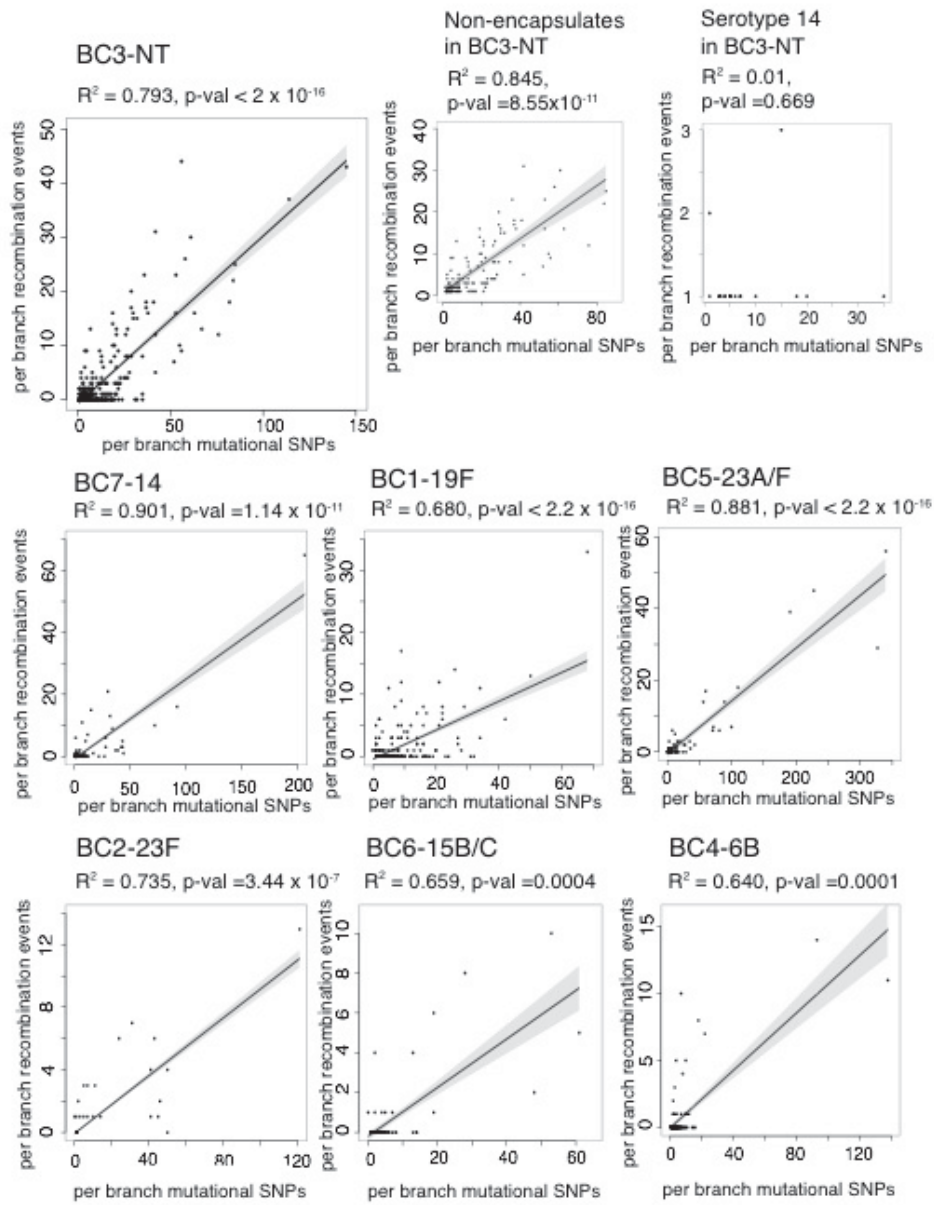 BC3-NT
R² = 0.793, p-val < 2 x 10⁻¹⁶
per branch recombination events
50
40
30
20
10
0
0
50
100
150
per branch mutational SNPs
Non-encapsulates
in BC3-NT
R² = 0.845,
p-val =8.55x10⁻¹¹
per branch recombination events
40
30
20
10
0
0
40
80
per branch mutational SNPs
Serotype 14
in BC3-NT
R² = 0.01,
p-val =0.669
per branch recombination events
3
2
1
0
10
20
30
per branch mutational SNPs
BC7-14
R² = 0.901, p-val =1.14 x 10⁻¹¹
per branch recombination events
60
40
20
0
0
50
100
150
200
per branch mutational SNPs
BC1-19F
R² = 0.680, p-val < 2.2 x 10⁻¹⁶
per branch recombination events
30
20
10
0
0
20
40
60
per branch mutational SNPs
BC5-23A/F
R² = 0.881, p-val < 2.2 x 10⁻¹⁶
per branch recombination events
60
40
20
0
0
100
200
300
per branch mutational SNPs
BC2-23F
R² = 0.735, p-val =3.44 x 10⁻⁷
per branch recombination events
12
8
4
0
0
40
80
120
per branch mutational SNPs
BC6-15B/C
R² = 0.659, p-val =0.0004
per branch recombination events
10
8
6
4
2
0
0
20
40
60
per branch mutational SNPs
BC4-6B
R² = 0.640, p-val =0.0001
per branch recombination events
15
10
5
0
0
40
80
120
per branch mutational SNPs